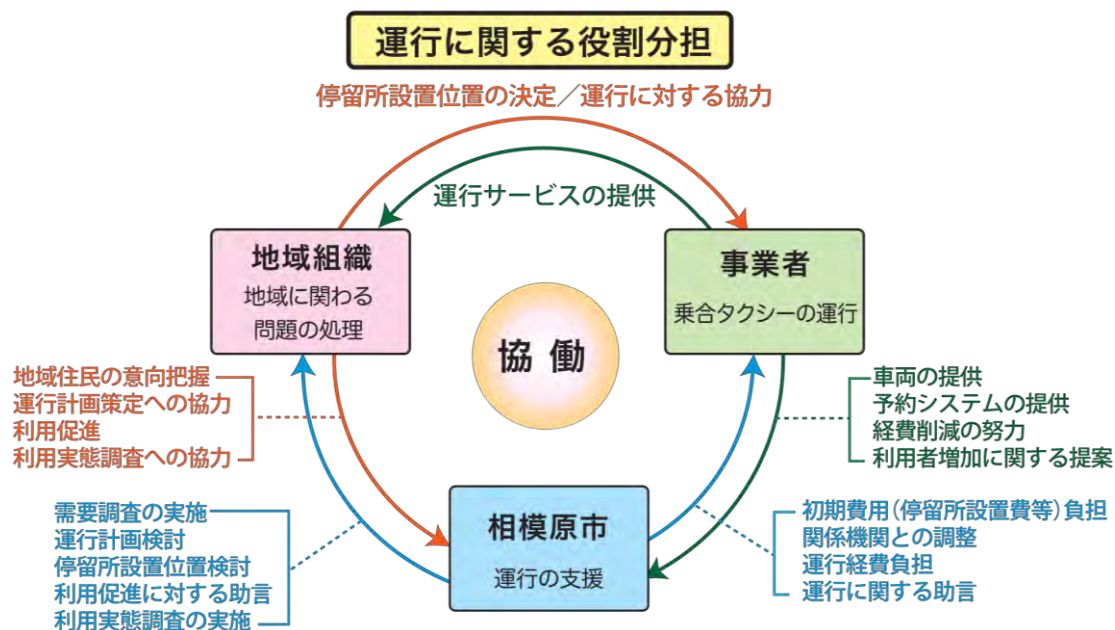 運行に関する役割分担
停留所設置位置の決定／運行に対する協力
運行サービスの提供
地域組織
地域に関わる
問題の処理
事業者
乗合タクシーの運行
協働
地域住民の意向把握
運行計画策定への協力
利用促進
利用実態調査への協力
車両の提供
予約システムの提供
経費削減の努力
利用者増加に関する提案
相模原市
運行の支援
需要調査の実施
運行計画検討
停留所設置位置検討
利用促進に対する助言
利用実態調査の実施
初期費用（停留所設置費等）負担
関係機関との調整
運行経費負担
運行に関する助言